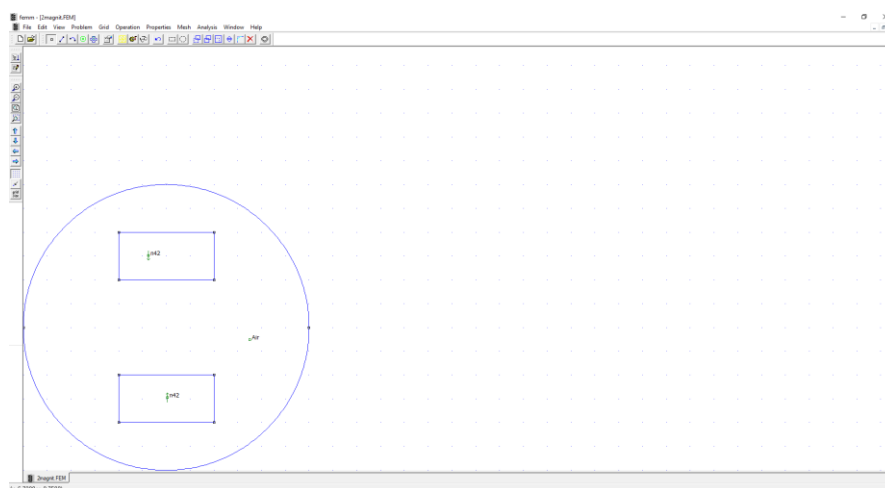 femm - [2magnit.FEM]
File Edit View Problem Grid Operation Properties Mesh Analysis Window Help
n42
Air
n42
2magnit.FEM